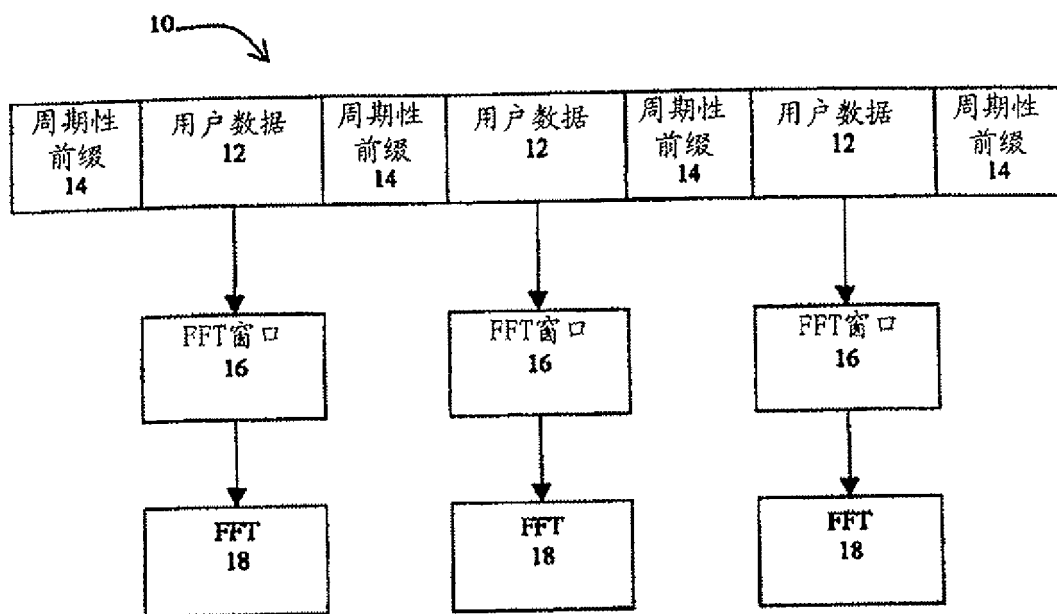 10
周期性 用户数据 周期性 用户数据 周期性 用户数据 周期性
前缀 12 前缀 12 前缀 12 前缀
14 14 14 14
FFT窗口 FFT窗口 FFT窗口
16 16 16
FFT FFT FFT
18 18 18